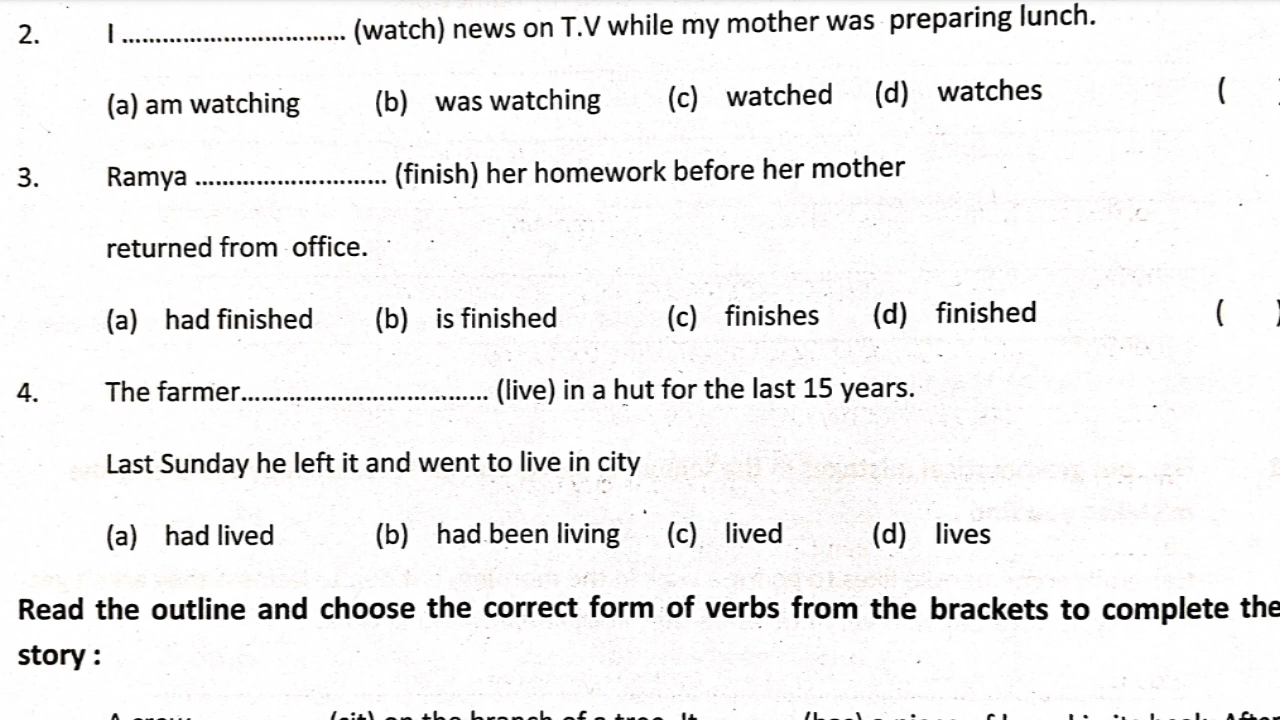 2. I ................................. (watch) news on T.V while my mother was preparing lunch.
(a) am watching (b) was watching (c) watched (d) watches (
3. Ramya ............................ (finish) her homework before her mother
returned from office.
(a) had finished (b) is finished (c) finishes (d) finished ( )
4. The farmer..................................... (live) in a hut for the last 15 years.
Last Sunday he left it and went to live in city
(a) had lived (b) had been living (c) lived (d) lives
Read the outline and choose the correct form of verbs from the brackets to complete the
story :